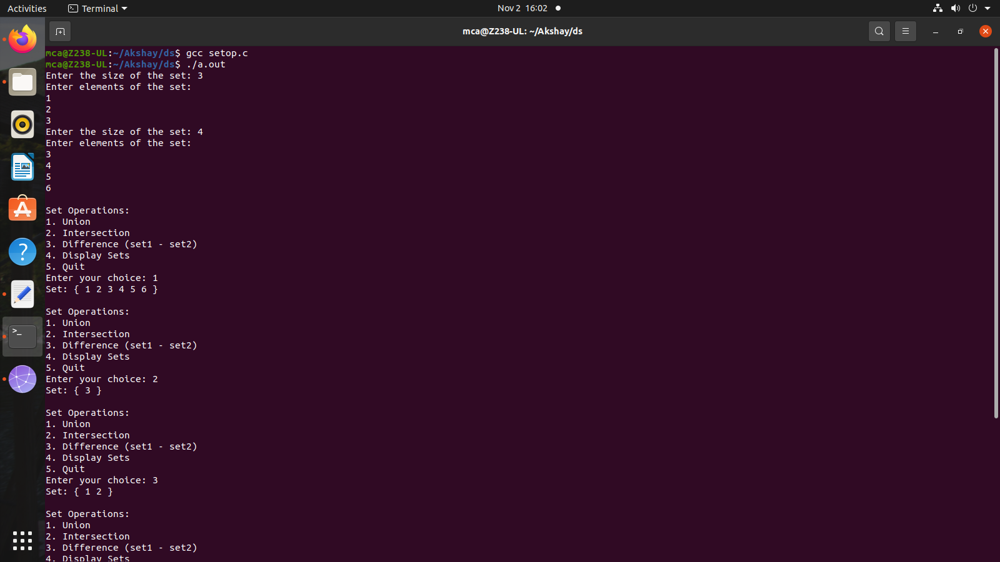 Activities
Terminal
Nov 2 16:02
mca@Z238-UL: ~/Akshay/ds
mca@Z238-UL:~/Akshay/ds$ gcc setop.c
mca@Z238-UL:~/Akshay/ds$ ./a.out
Enter the size of the set: 3
Enter elements of the set:
1
2
3
Enter the size of the set: 4
Enter elements of the set:
3
4
5
6
Set Operations:
1. Union
2. Intersection
3. Difference (set1 - set2)
4. Display Sets
5. Quit
Enter your choice: 1
Set: { 1 2 3 4 5 6 }
Set Operations:
1. Union
2. Intersection
3. Difference (set1 - set2)
4. Display Sets
5. Quit
Enter your choice: 2
Set: { 3 }
Set Operations:
1. Union
2. Intersection
3. Difference (set1 - set2)
4. Display Sets
5. Quit
Enter your choice: 3
Set: { 1 2 }
Set Operations:
1. Union
2. Intersection
3. Difference (set1 - set2)
4. Display Sets